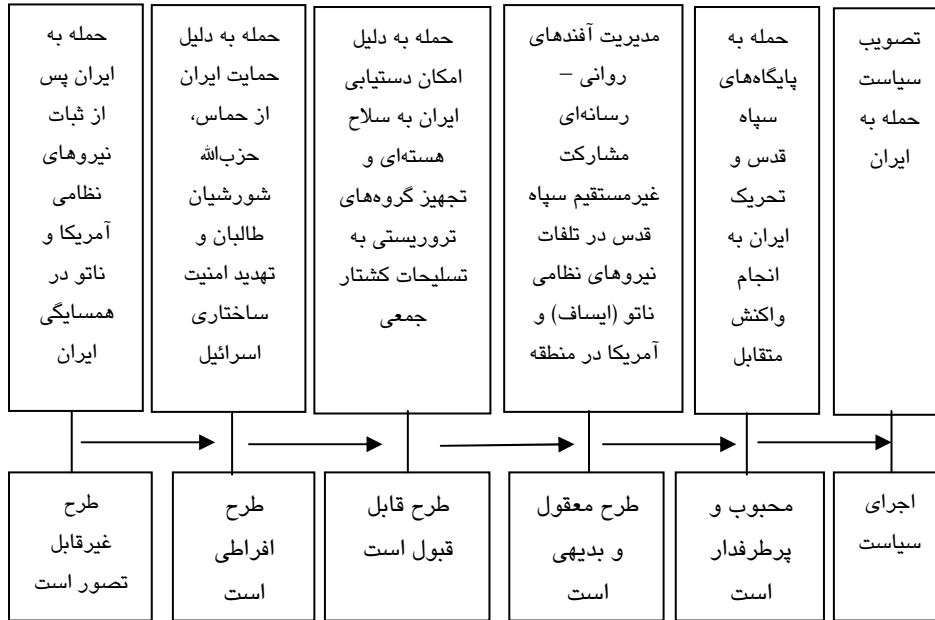 حمله به
ایران پس
از ثبات
نیروهای
نظامی
آمریکا و
ناتو در
همسایگی
ایران
حمله به دلیل
حمایت ایران
از حماس،
حزب‌الله
شورشیان
طالبان و
تهدید امنیت
ساختاری
اسرائیل
حمله به دلیل
امکان دستیابی
ایران به سلاح
هسته‌ای و
تجهیز گروه‌های
تروریستی به
تسلیحات کشتار
جمعی
مدیریت آفندهای
روانی –
رسانه‌ای
مشارکت
غیرمستقیم سپاه
قدس در تلفات
نیروهای نظامی
ناتو (ایساف) و
آمریکا در منطقه
حمله به
پایگاه‌های
سپاه
قدس و
تحریک
ایران به
انجام
واکنش
متقابل
تصویب
سیاست
حمله به
ایران
طرح
غیرقابل
تصور است
طرح
افراطی
است
طرح قابل
قبول است
طرح معقول
و بدیهی
است
محبوب و
پرطرفدار
است
اجرای
سیاست